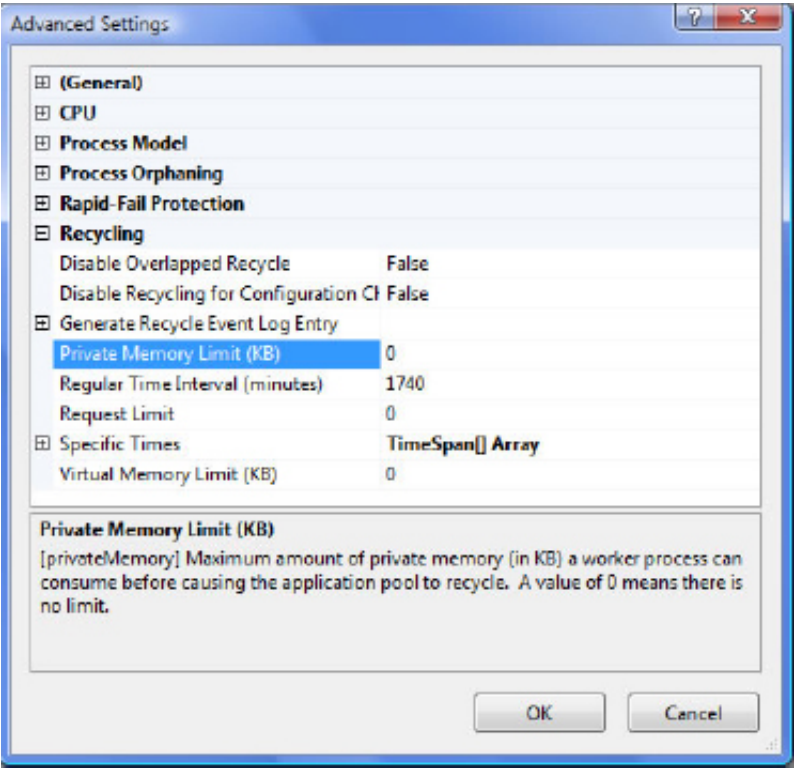 Advanced Settings
(General)
CPU
Process Model
Process Orphaning
Rapid-Fail Protection
Recycling
Disable Overlapped Recycle False
Disable Recycling for Configuration Ch False
Generate Recycle Event Log Entry
Private Memory Limit (KB) 0
Regular Time Interval (minutes) 1740
Request Limit 0
Specific Times TimeSpan[] Array
Virtual Memory Limit (KB) 0
Private Memory Limit (KB)
[privateMemory] Maximum amount of private memory (in KB) a worker process can
consume before causing the application pool to recycle. A value of 0 means there is
no limit.
OK Cancel